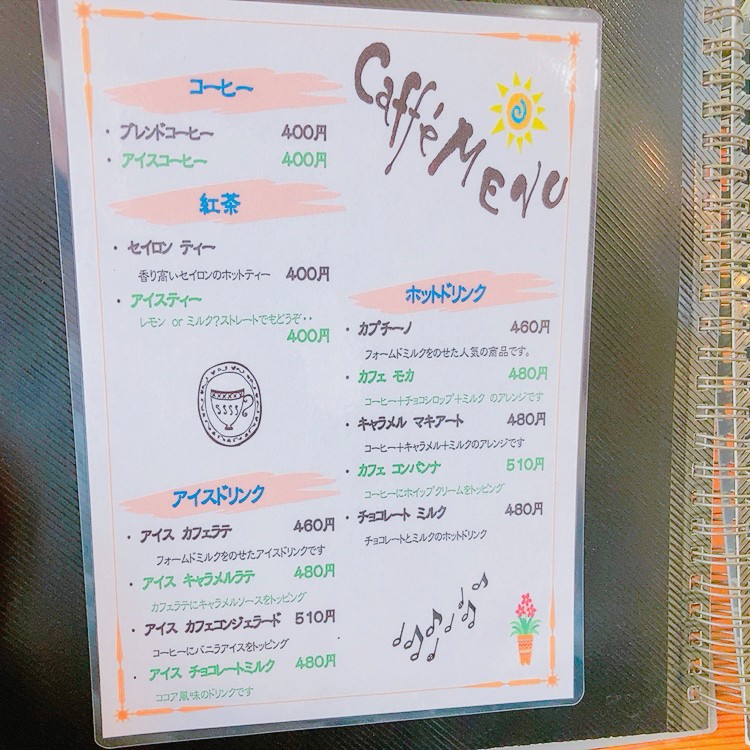 Caffé MENU
コーヒー
・ブレンドコーヒー 400円
・アイスコーヒー 400円
紅茶
・セイロン ティー
香り高いセイロンのホットティー 400円
・アイスティー
レモン or ミルク?ストレートでもどうぞ・・
400円
アイスドリンク
・アイス カフェラテ 460円
フォームドミルクをのせたアイスドリンクです
・アイス キャラメルラテ 480円
カフェラテにキャラメルソースをトッピング
・アイス カフェコンジェラード 510円
コーヒーにバニラアイスをトッピング
・アイス チョコレートミルク 480円
ココア風味のドリンクです
ホットドリンク
・カプチーノ 460円
フォームドミルクをのせた人気の商品です。
・カフェ モカ 480円
コーヒー+チョコシロップ+ミルク のアレンジです
・キャラメル マキアート 480円
コーヒー+キャラメル+ミルクのアレンジです
・カフェ コンパンナ 510円
コーヒーにホイップクリームをトッピング
・チョコレート ミルク 480円
チョコレートとミルクのホットドリンク